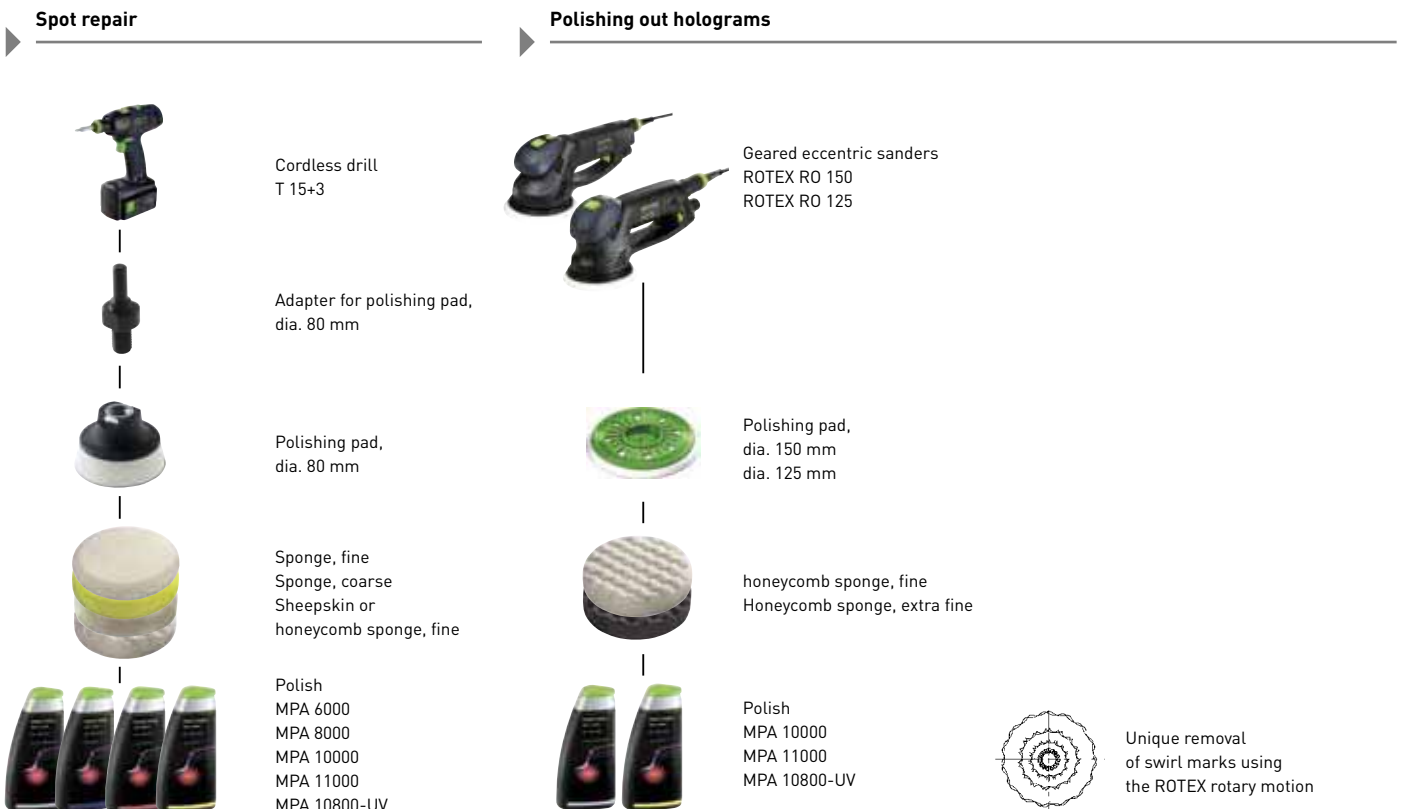 Spot repair
Cordless drill
T 15+3
Adapter for polishing pad,
dia. 80 mm
Polishing pad,
dia. 80 mm
Sponge, fine
Sponge, coarse
Sheepskin or
honeycomb sponge, fine
Polish
MPA 6000
MPA 8000
MPA 10000
MPA 11000
MPA 10800-UV
Polishing out holograms
Geared eccentric sanders
ROTEX RO 150
ROTEX RO 125
Polishing pad,
dia. 150 mm
dia. 125 mm
honeycomb sponge, fine
Honeycomb sponge, extra fine
Polish
MPA 10000
MPA 11000
MPA 10800-UV
Unique removal
of swirl marks using
the ROTEX rotary motion